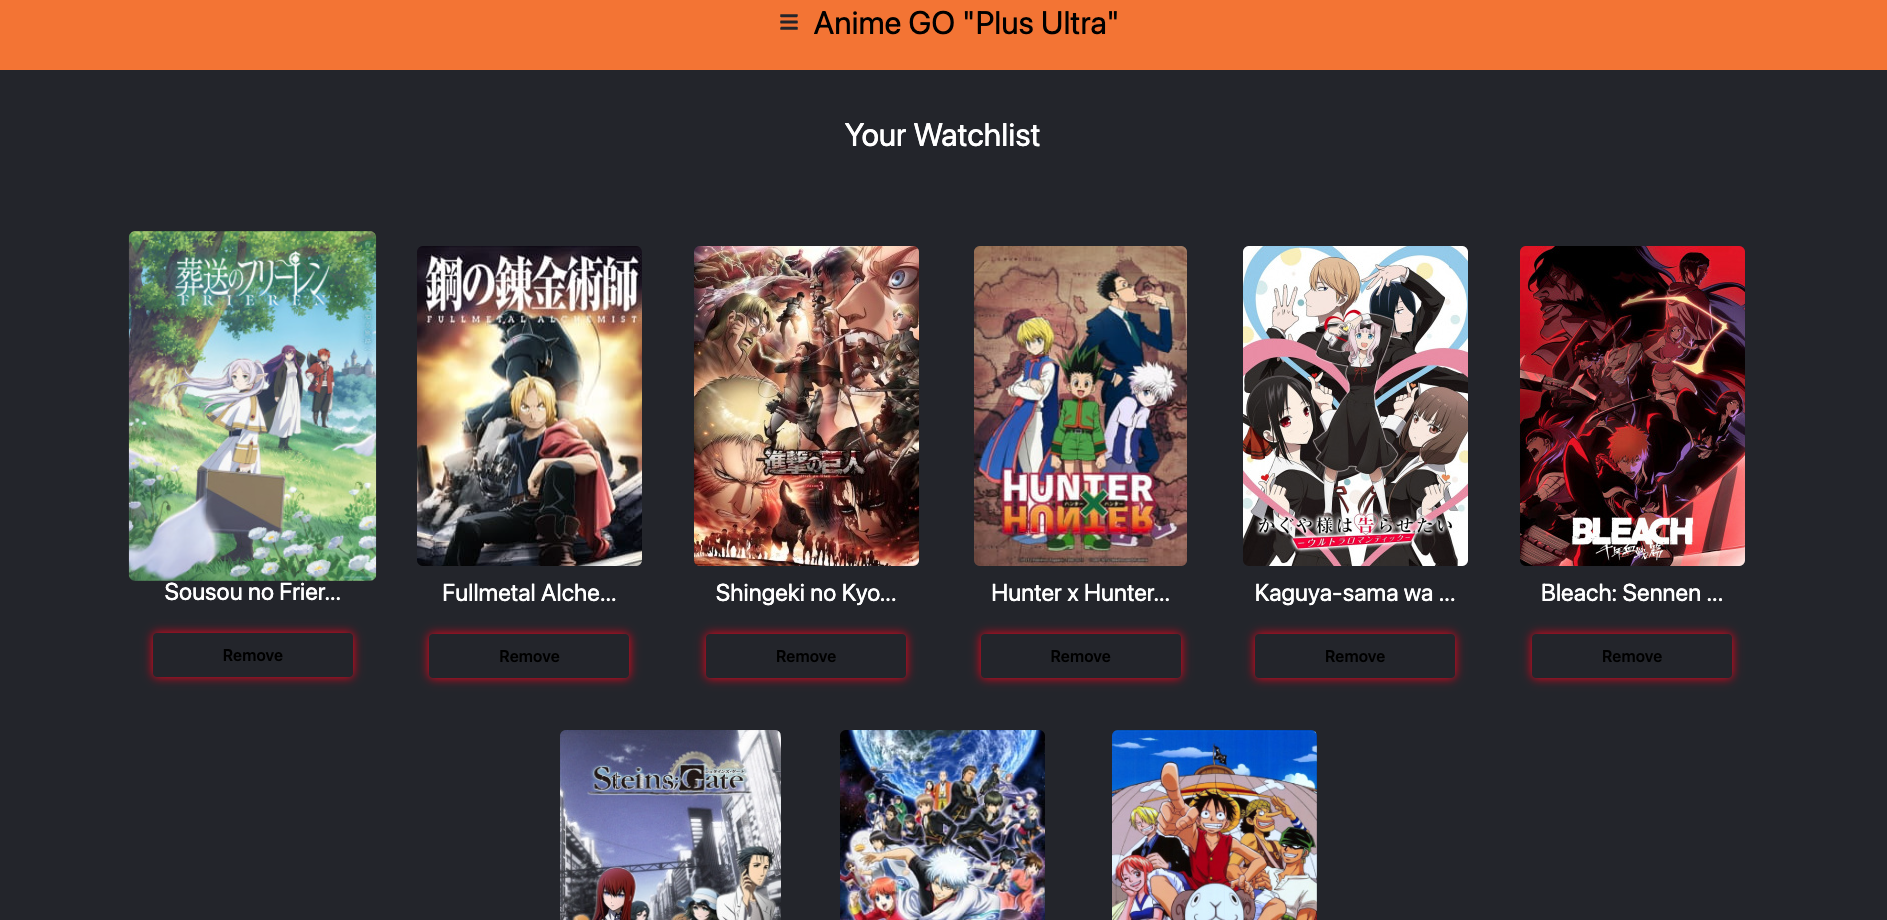 Anime GO "Plus Ultra"
Your Watchlist
葬送のフリーレン
FRIEREN
鋼の錬金術師
FULLMETAL ALCHEMIST
進撃の巨人
HUNTER
×
HUNTER
かぐや様は告らせたい
ーウルトラロマンティックー
BLEACH
千年血戦篇
Sousou no Frier...
Fullmetal Alche...
Shingeki no Kyo...
Hunter x Hunter...
Kaguya-sama wa ...
Bleach: Sennen ...
Remove
Remove
Remove
Remove
Remove
Remove
Steins;Gate